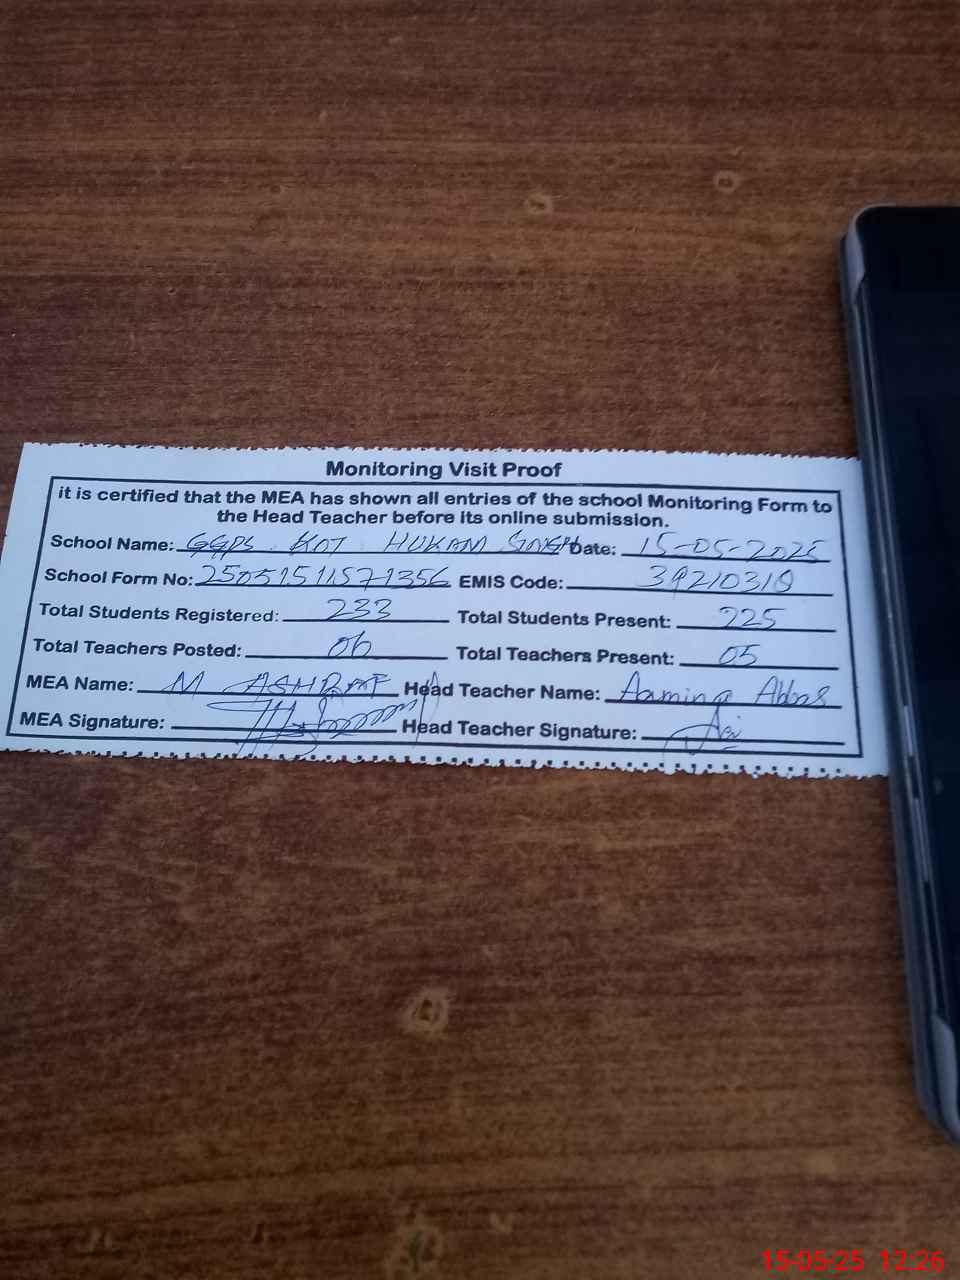 Monitoring Visit Proof
it is certified that the MEA has shown all entries of the school Monitoring Form to
the Head Teacher before its online submission.
School Name: GGPS. KOT HUKAM SINGH Date: 15-05-2025
School Form No: 25051511571356 EMIS Code: 39210318
Total Students Registered: 233 Total Students Present: 225
Total Teachers Posted: 06 Total Teachers Present: 05
MEA Name: M ASHRAF Head Teacher Name: Abbas
MEA Signature: Head Teacher Signature:
15-05-25 12:26